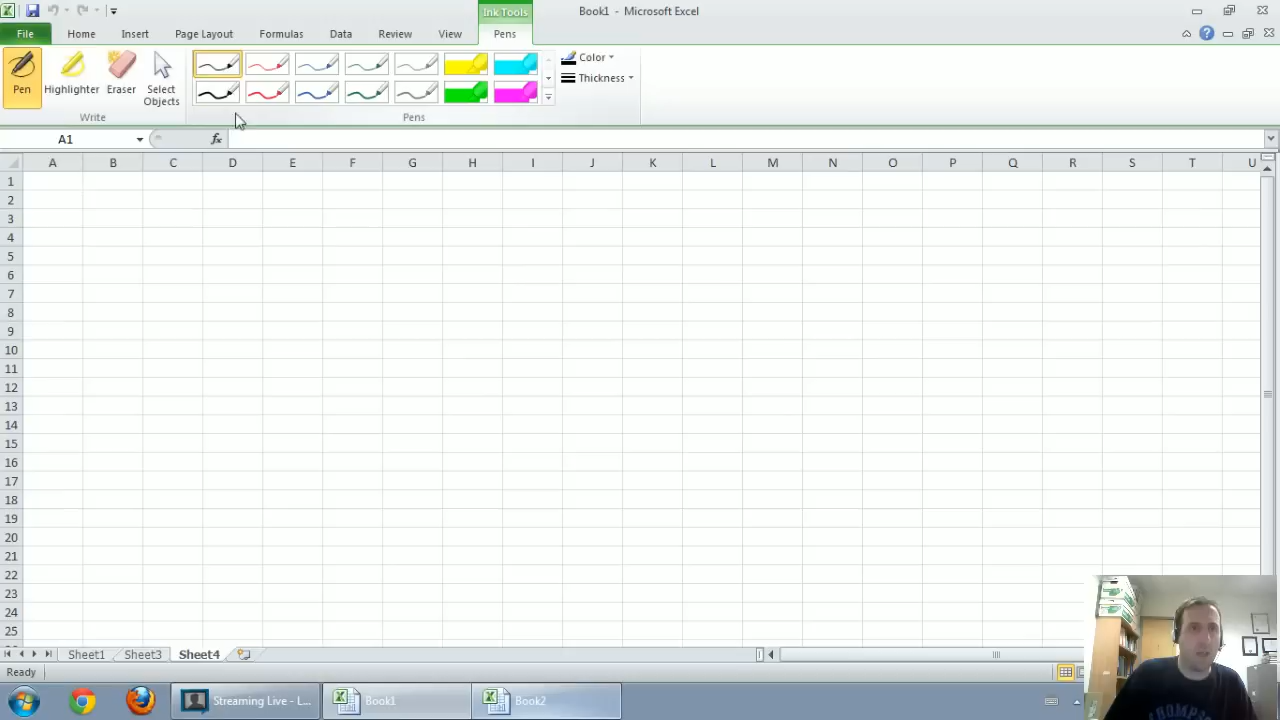 Ink Tools
Book1 - Microsoft Excel
File Home Insert Page Layout Formulas Data Review View Pens
Color
Thickness
Pen Highlighter Eraser Select Objects
Write Pens
A1 fx
A B C D E F G H I J K L M N O P Q R S T U
1
2
3
4
5
6
7
8
9
10
11
12
13
14
15
16
17
18
19
20
21
22
23
24
25
Sheet1 Sheet3 Sheet4
Ready
Streaming Live - L... Book1 Book2
THOMPS